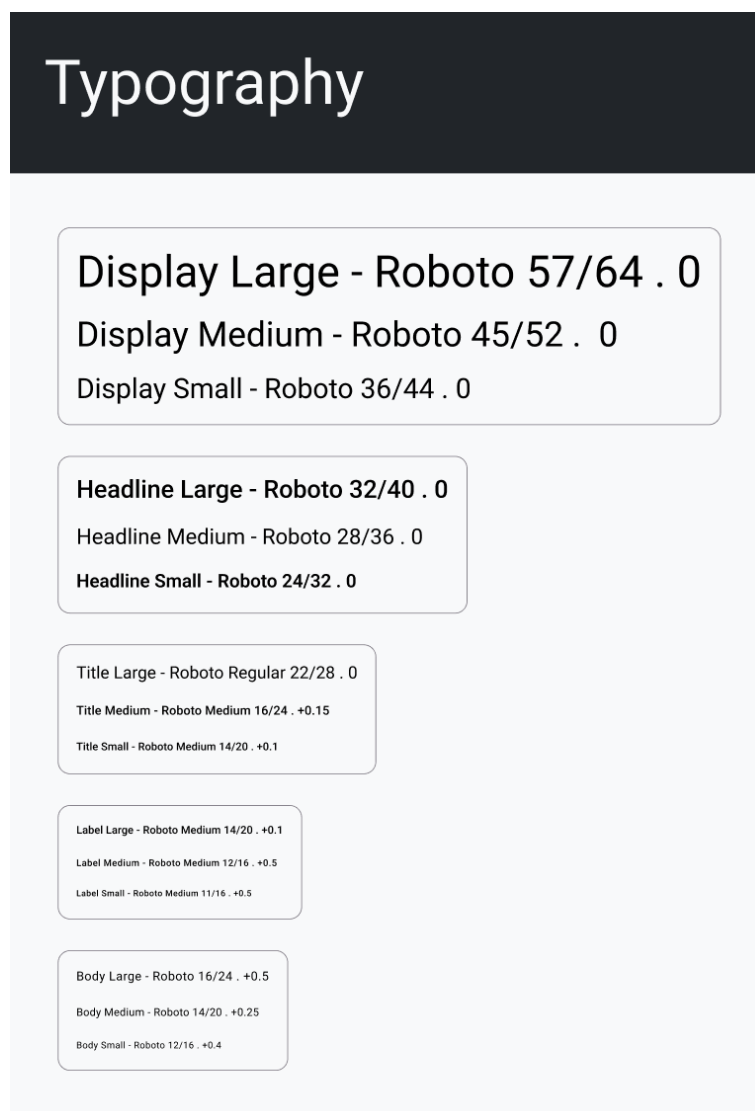 Typography
Display Large - Roboto 57/64 . 0
Display Medium - Roboto 45/52 .  0
Display Small - Roboto 36/44 . 0
Headline Large - Roboto 32/40 . 0
Headline Medium - Roboto 28/36 . 0
Headline Small - Roboto 24/32 . 0
Title Large - Roboto Regular 22/28 . 0
Title Medium - Roboto Medium 16/24 . +0.15
Title Small - Roboto Medium 14/20 . +0.1
Label Large - Roboto Medium 14/20 . +0.1
Label Medium - Roboto Medium 12/16 . +0.5
Label Small - Roboto Medium 11/16 . +0.5
Body Large - Roboto 16/24 . +0.5
Body Medium - Roboto 14/20 . +0.25
Body Small - Roboto 12/16 . +0.4